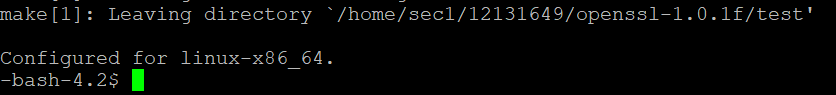 make[1]: Leaving directory `/home/sec1/12131649/openssl-1.0.1f/test'
Configured for linux-x86_64.
-bash-4.2$